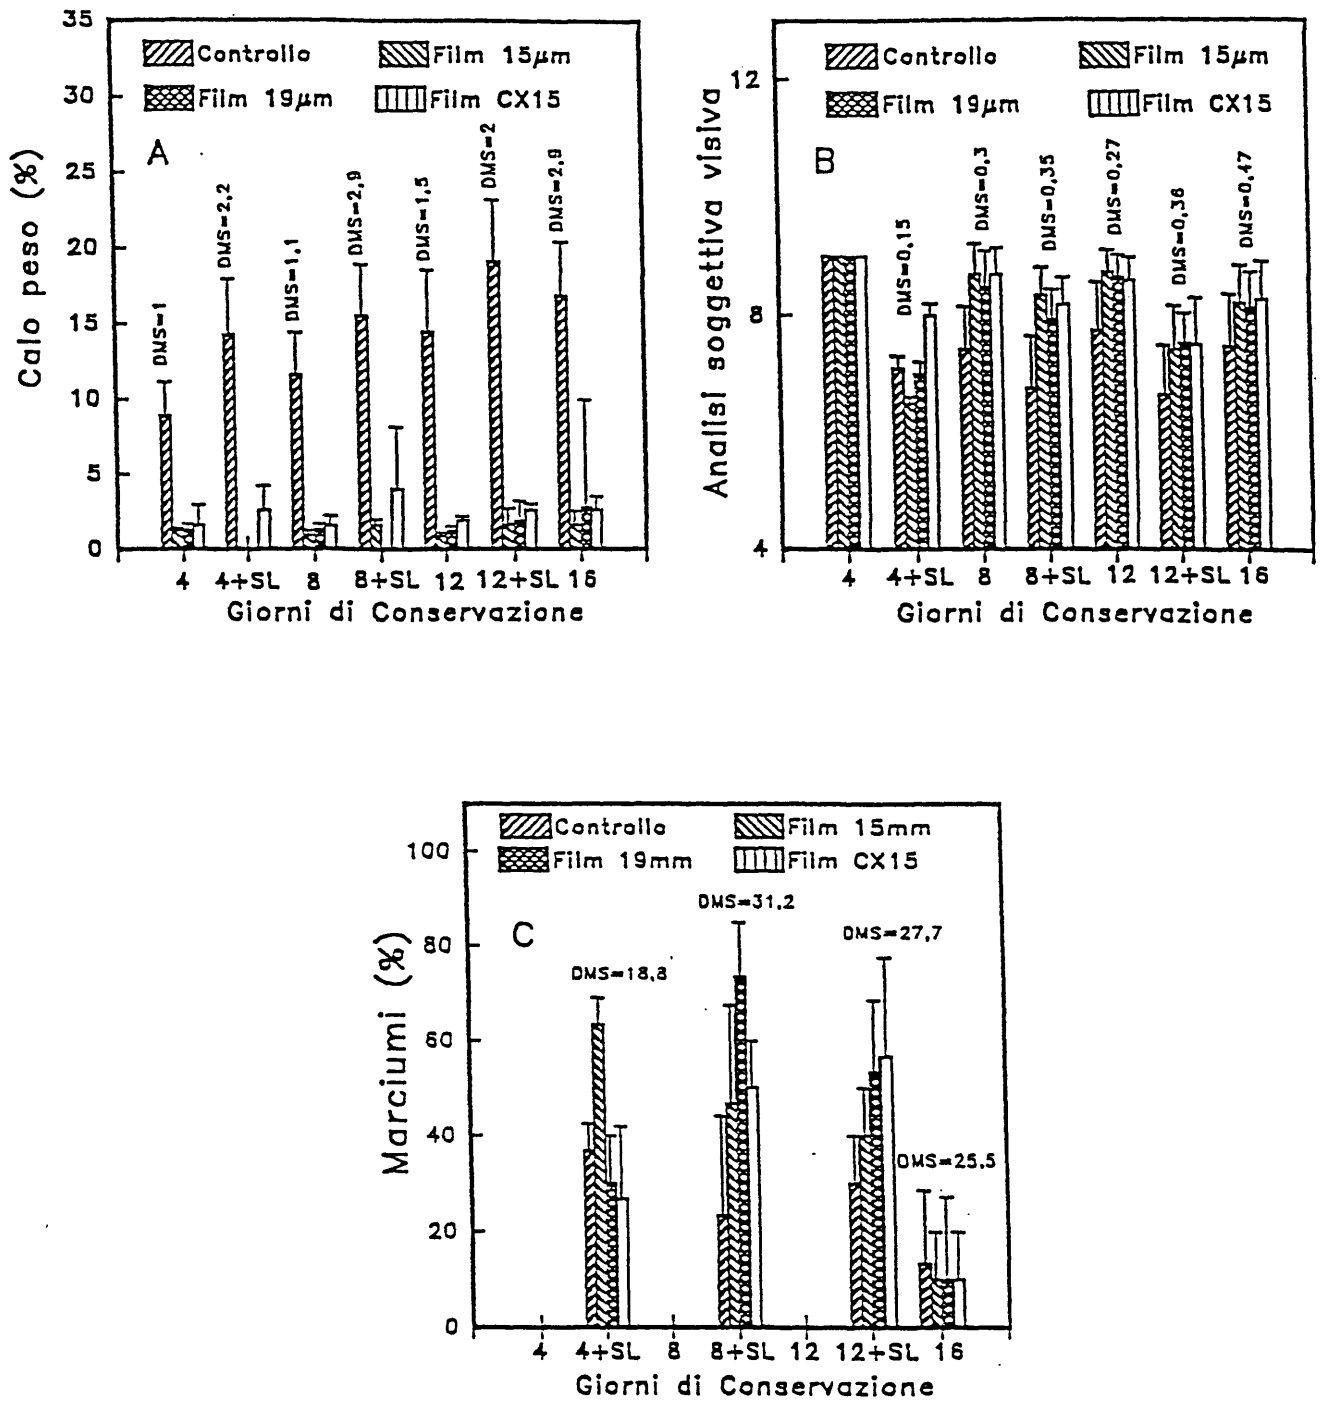 35
30
25
20
15
10
5
0
Calo peso (%)
Controllo
Film 15μm
Film 19μm
Film CX15
A
DMS=1
DMS=2,2
DMS=1,1
DMS=2,9
DMS=1,5
DMS=2
DMS=2,9
4 4+SL 8 8+SL 12 12+SL 16
Giorni di Conservazione
12
8
4
Analisi soggettiva visiva
Controllo
Film 15μm
Film 19μm
Film CX15
B
DMS=0,15
DMS=0,3
DMS=0,35
DMS=0,27
DMS=0,36
DMS=0,47
4 4+SL 8 8+SL 12 12+SL 16
Giorni di Conservazione
100
80
60
40
20
0
Marciumi (%)
Controllo
Film 15mm
Film 19mm
Film CX15
C
DMS=18,8
DMS=31,2
DMS=27,7
DMS=25,5
4 4+SL 8 8+SL 12 12+SL 16
Giorni di Conservazione